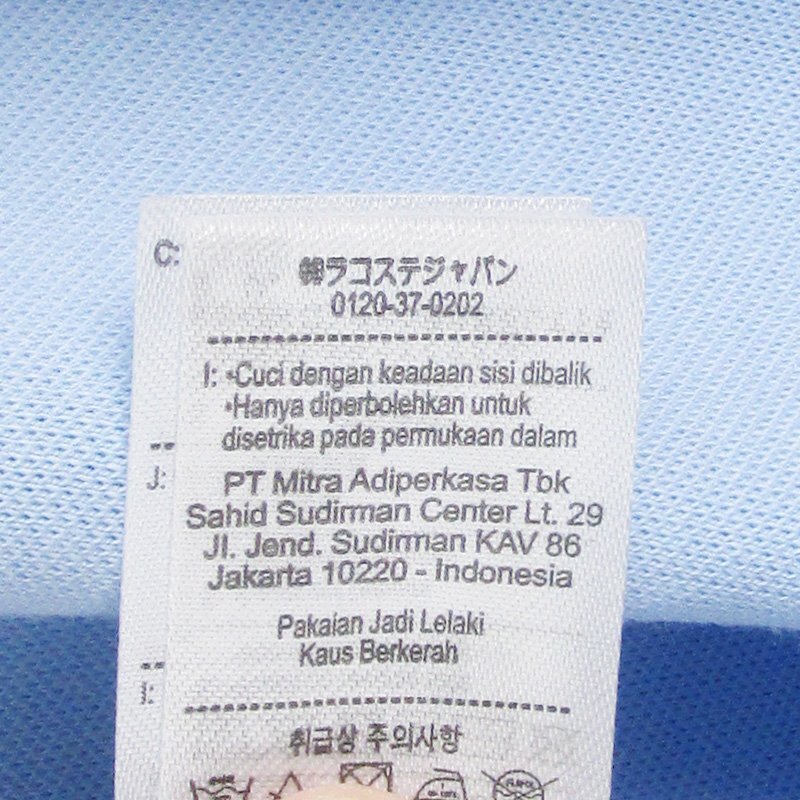 C:
㈱ラコステジャパン
0120-37-0202
I: •Cuci dengan keadaan sisi dibalik
•Hanya diperbolehkan untuk
disetrika pada permukaan dalam
J:
PT Mitra Adiperkasa Tbk
Sahid Sudirman Center Lt. 29
Jl. Jend. Sudirman KAV 86
Jakarta 10220 - Indonesia
Pakaian Jadi Lelaki
Kaus Berkerah
취급상 주의사항